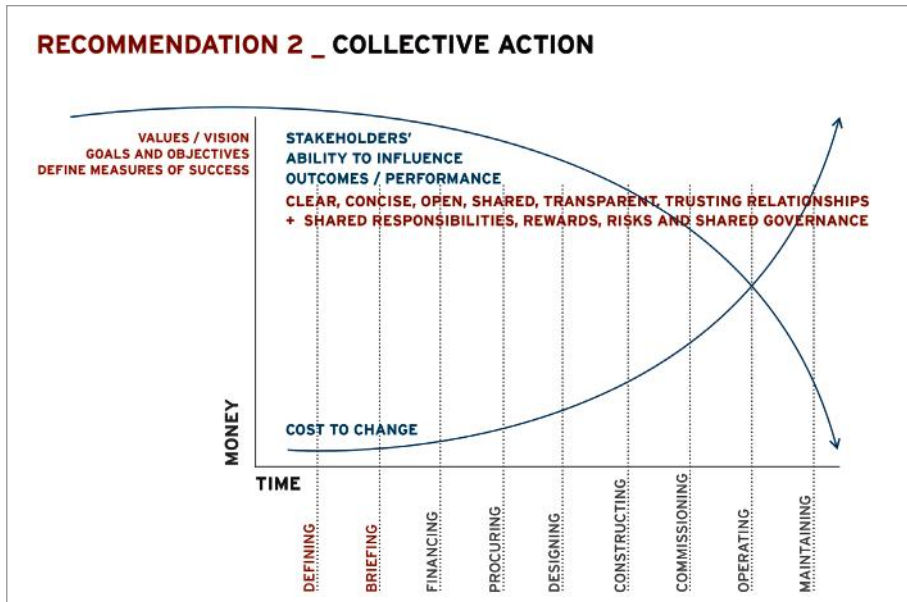 RECOMMENDATION 2 _ COLLECTIVE ACTION
VALUES / VISION
GOALS AND OBJECTIVES
DEFINE MEASURES OF SUCCESS
STAKEHOLDERS'
ABILITY TO INFLUENCE
OUTCOMES / PERFORMANCE
CLEAR, CONCISE, OPEN, SHARED, TRANSPARENT, TRUSTING RELATIONSHIPS
+ SHARED RESPONSIBILITIES, REWARDS, RISKS AND SHARED GOVERNANCE
COST TO CHANGE
MONEY
TIME
DEFINING
BRIEFING
FINANCING
PROCURING
DESIGNING
CONSTRUCTING
COMMISSIONING
OPERATING
MAINTAINING